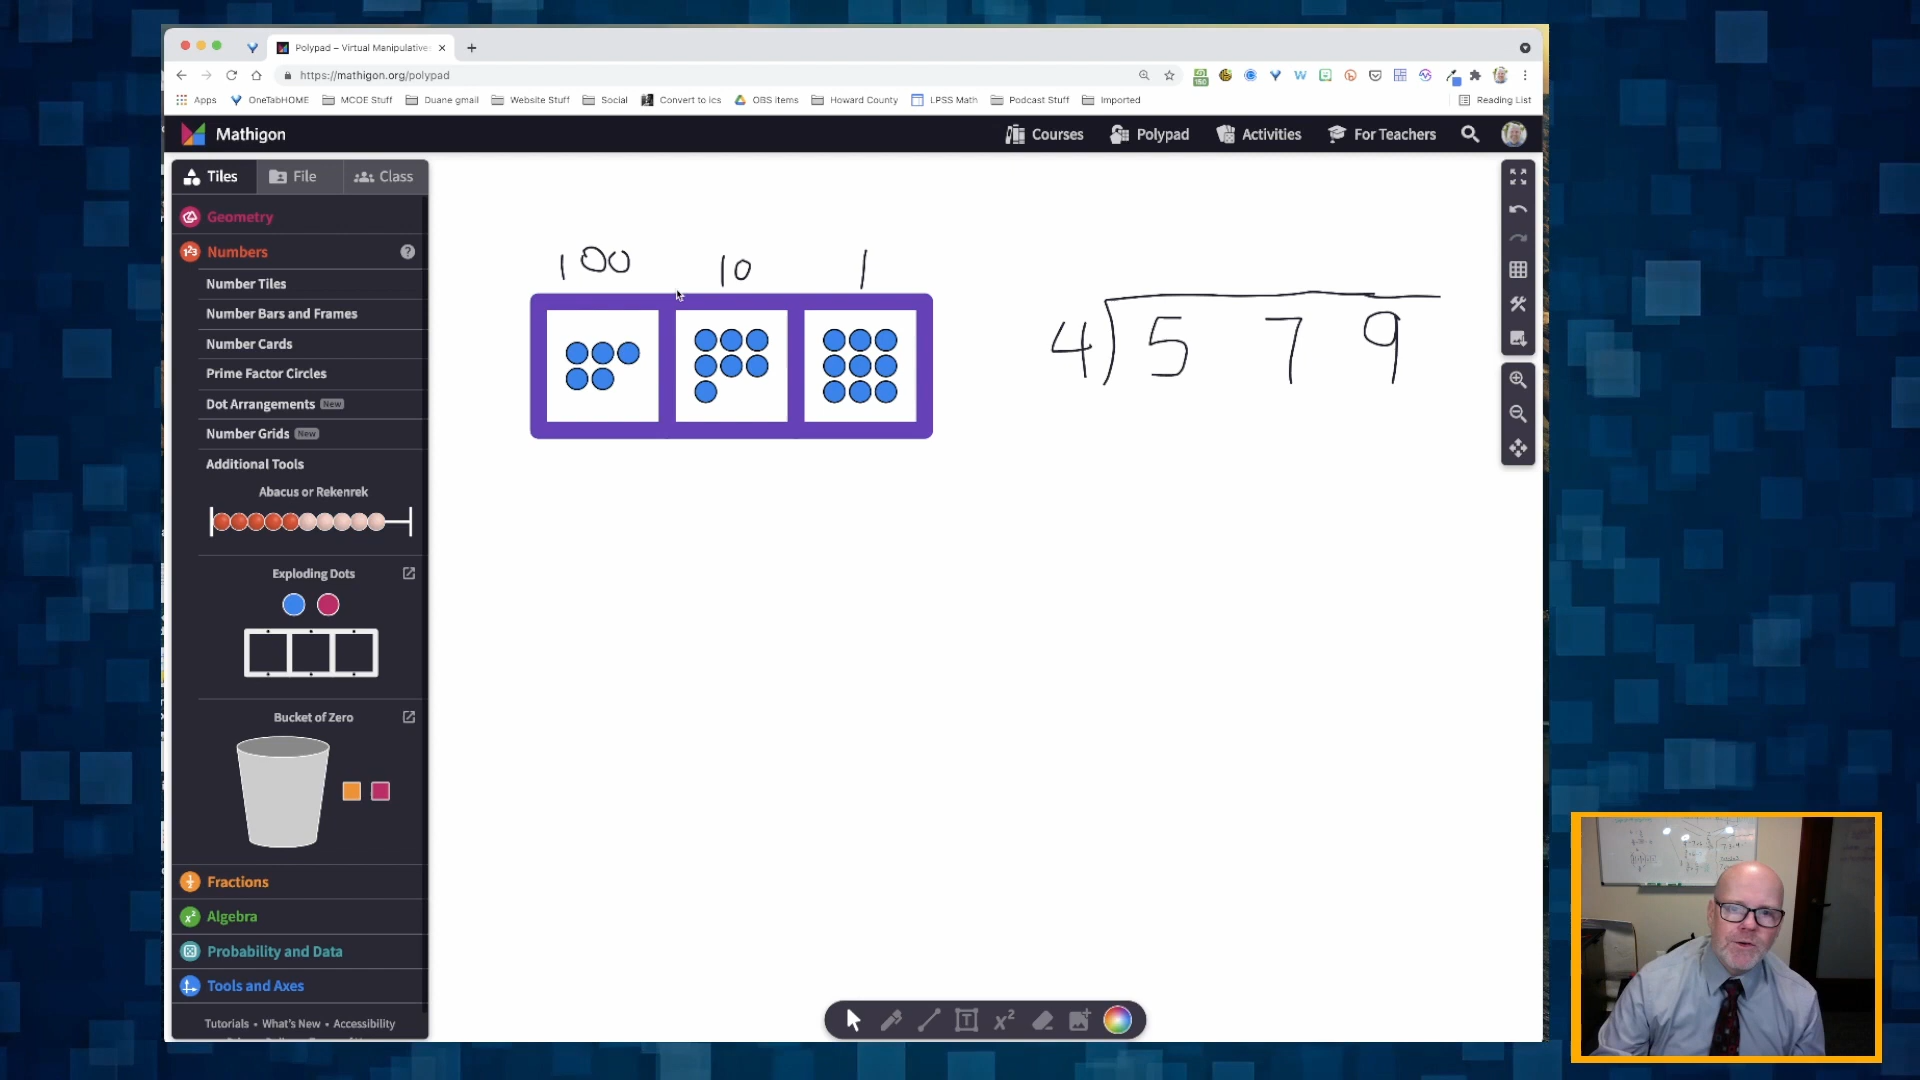 Polypad – Virtual Manipulatives
https://mathigon.org/polypad
Apps OneTabHOME MCOE Stuff Duane gmail Website Stuff Social Convert to ics OBS items Howard County LPSS Math Podcast Stuff Imported Reading List
Mathigon Courses Polypad Activities For Teachers
Tiles File Class
Geometry
Numbers
Number Tiles
Number Bars and Frames
Number Cards
Prime Factor Circles
Dot Arrangements New
Number Grids New
Additional Tools
Abacus or Rekenrek
Exploding Dots
Bucket of Zero
Fractions
Algebra
Probability and Data
Tools and Axes
Tutorials • What's New • Accessibility
100 10 1
4 5 7 9
T x²